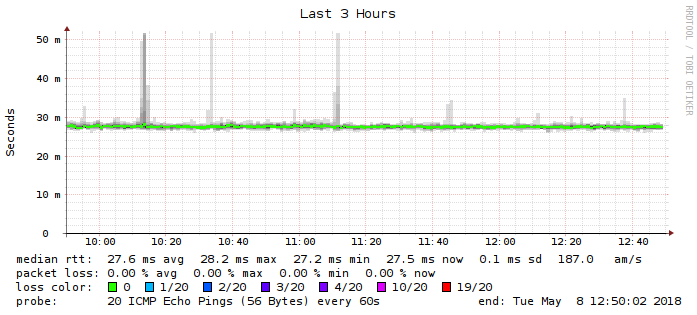 Last 3 Hours
RRDTOOL / TOBI OETIKER
Seconds
50 m
40 m
30 m
20 m
10 m
0
10:00 10:20 10:40 11:00 11:20 11:40 12:00 12:20 12:40
median rtt: 27.6 ms avg 28.2 ms max 27.2 ms min 27.5 ms now 0.1 ms sd 187.0 am/s
packet loss: 0.00 % avg 0.00 % max 0.00 % min 0.00 % now
loss color: 0 1/20 2/20 3/20 4/20 10/20 19/20
probe: 20 ICMP Echo Pings (56 Bytes) every 60s end: Tue May 8 12:50:02 2018